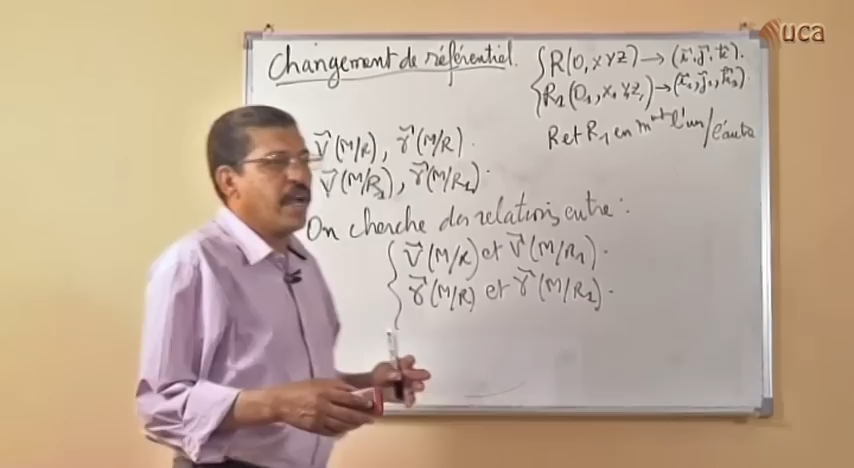 uca
Changement de référentiel.
R(O, XYZ) → (i⃗, j⃗, k⃗).
R₁(O₁, X₁Y₁Z₁) → (i⃗₁, j⃗₁, k⃗₁)
R et R₁ en mᵛᵗ l'un/l'autre
V⃗(M/R), γ⃗(M/R).
V⃗(M/R₁), γ⃗(M/R₁).
On cherche des relations entre :
V⃗(M/R) et V⃗(M/R₁).
γ⃗(M/R) et γ⃗(M/R₁).